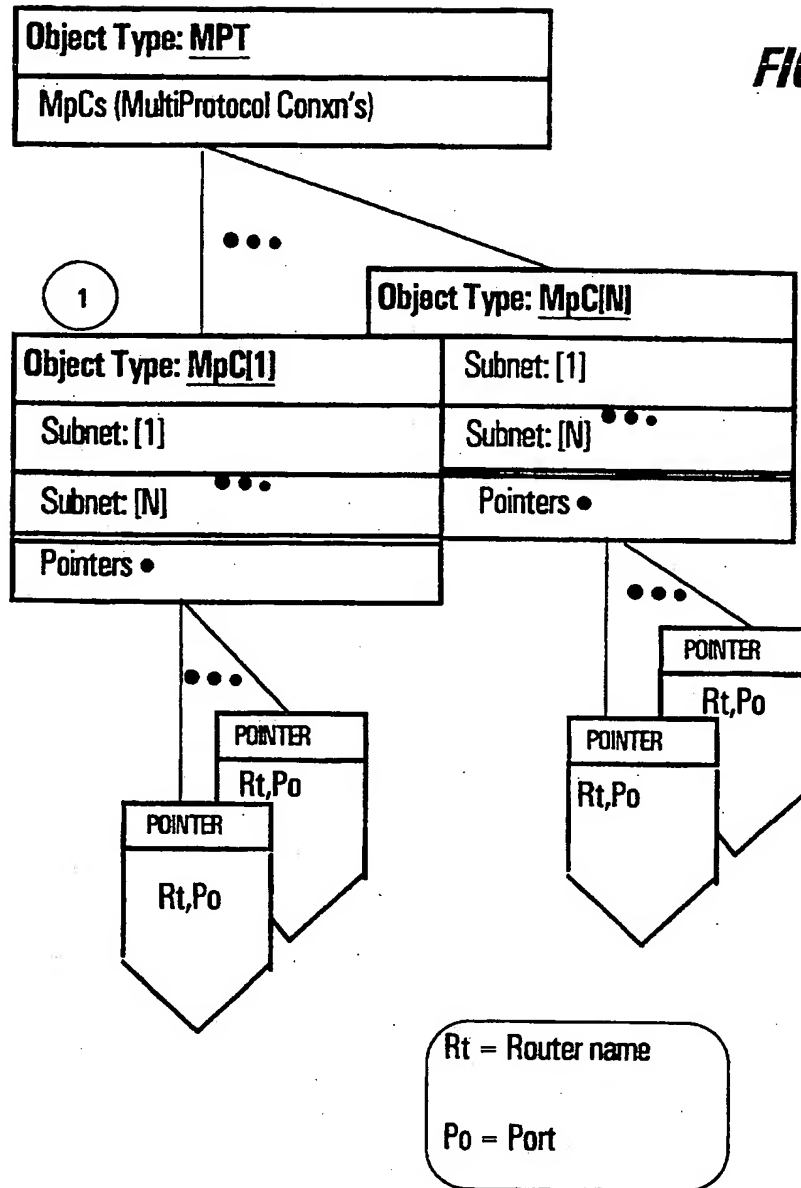 Object Type: MPT
FI
MpCs (MultiProtocol Conxn's)
1
Object Type: MpC[N]
Subnet: [1]
Subnet: [N]
Pointers
Object Type: MpC[1]
Subnet: [1]
Subnet: [N]
Pointers
POINTER
Rt,Po
POINTER
Rt,Po
POINTER
Rt,Po
POINTER
Rt,Po
Rt = Router name
Po = Port